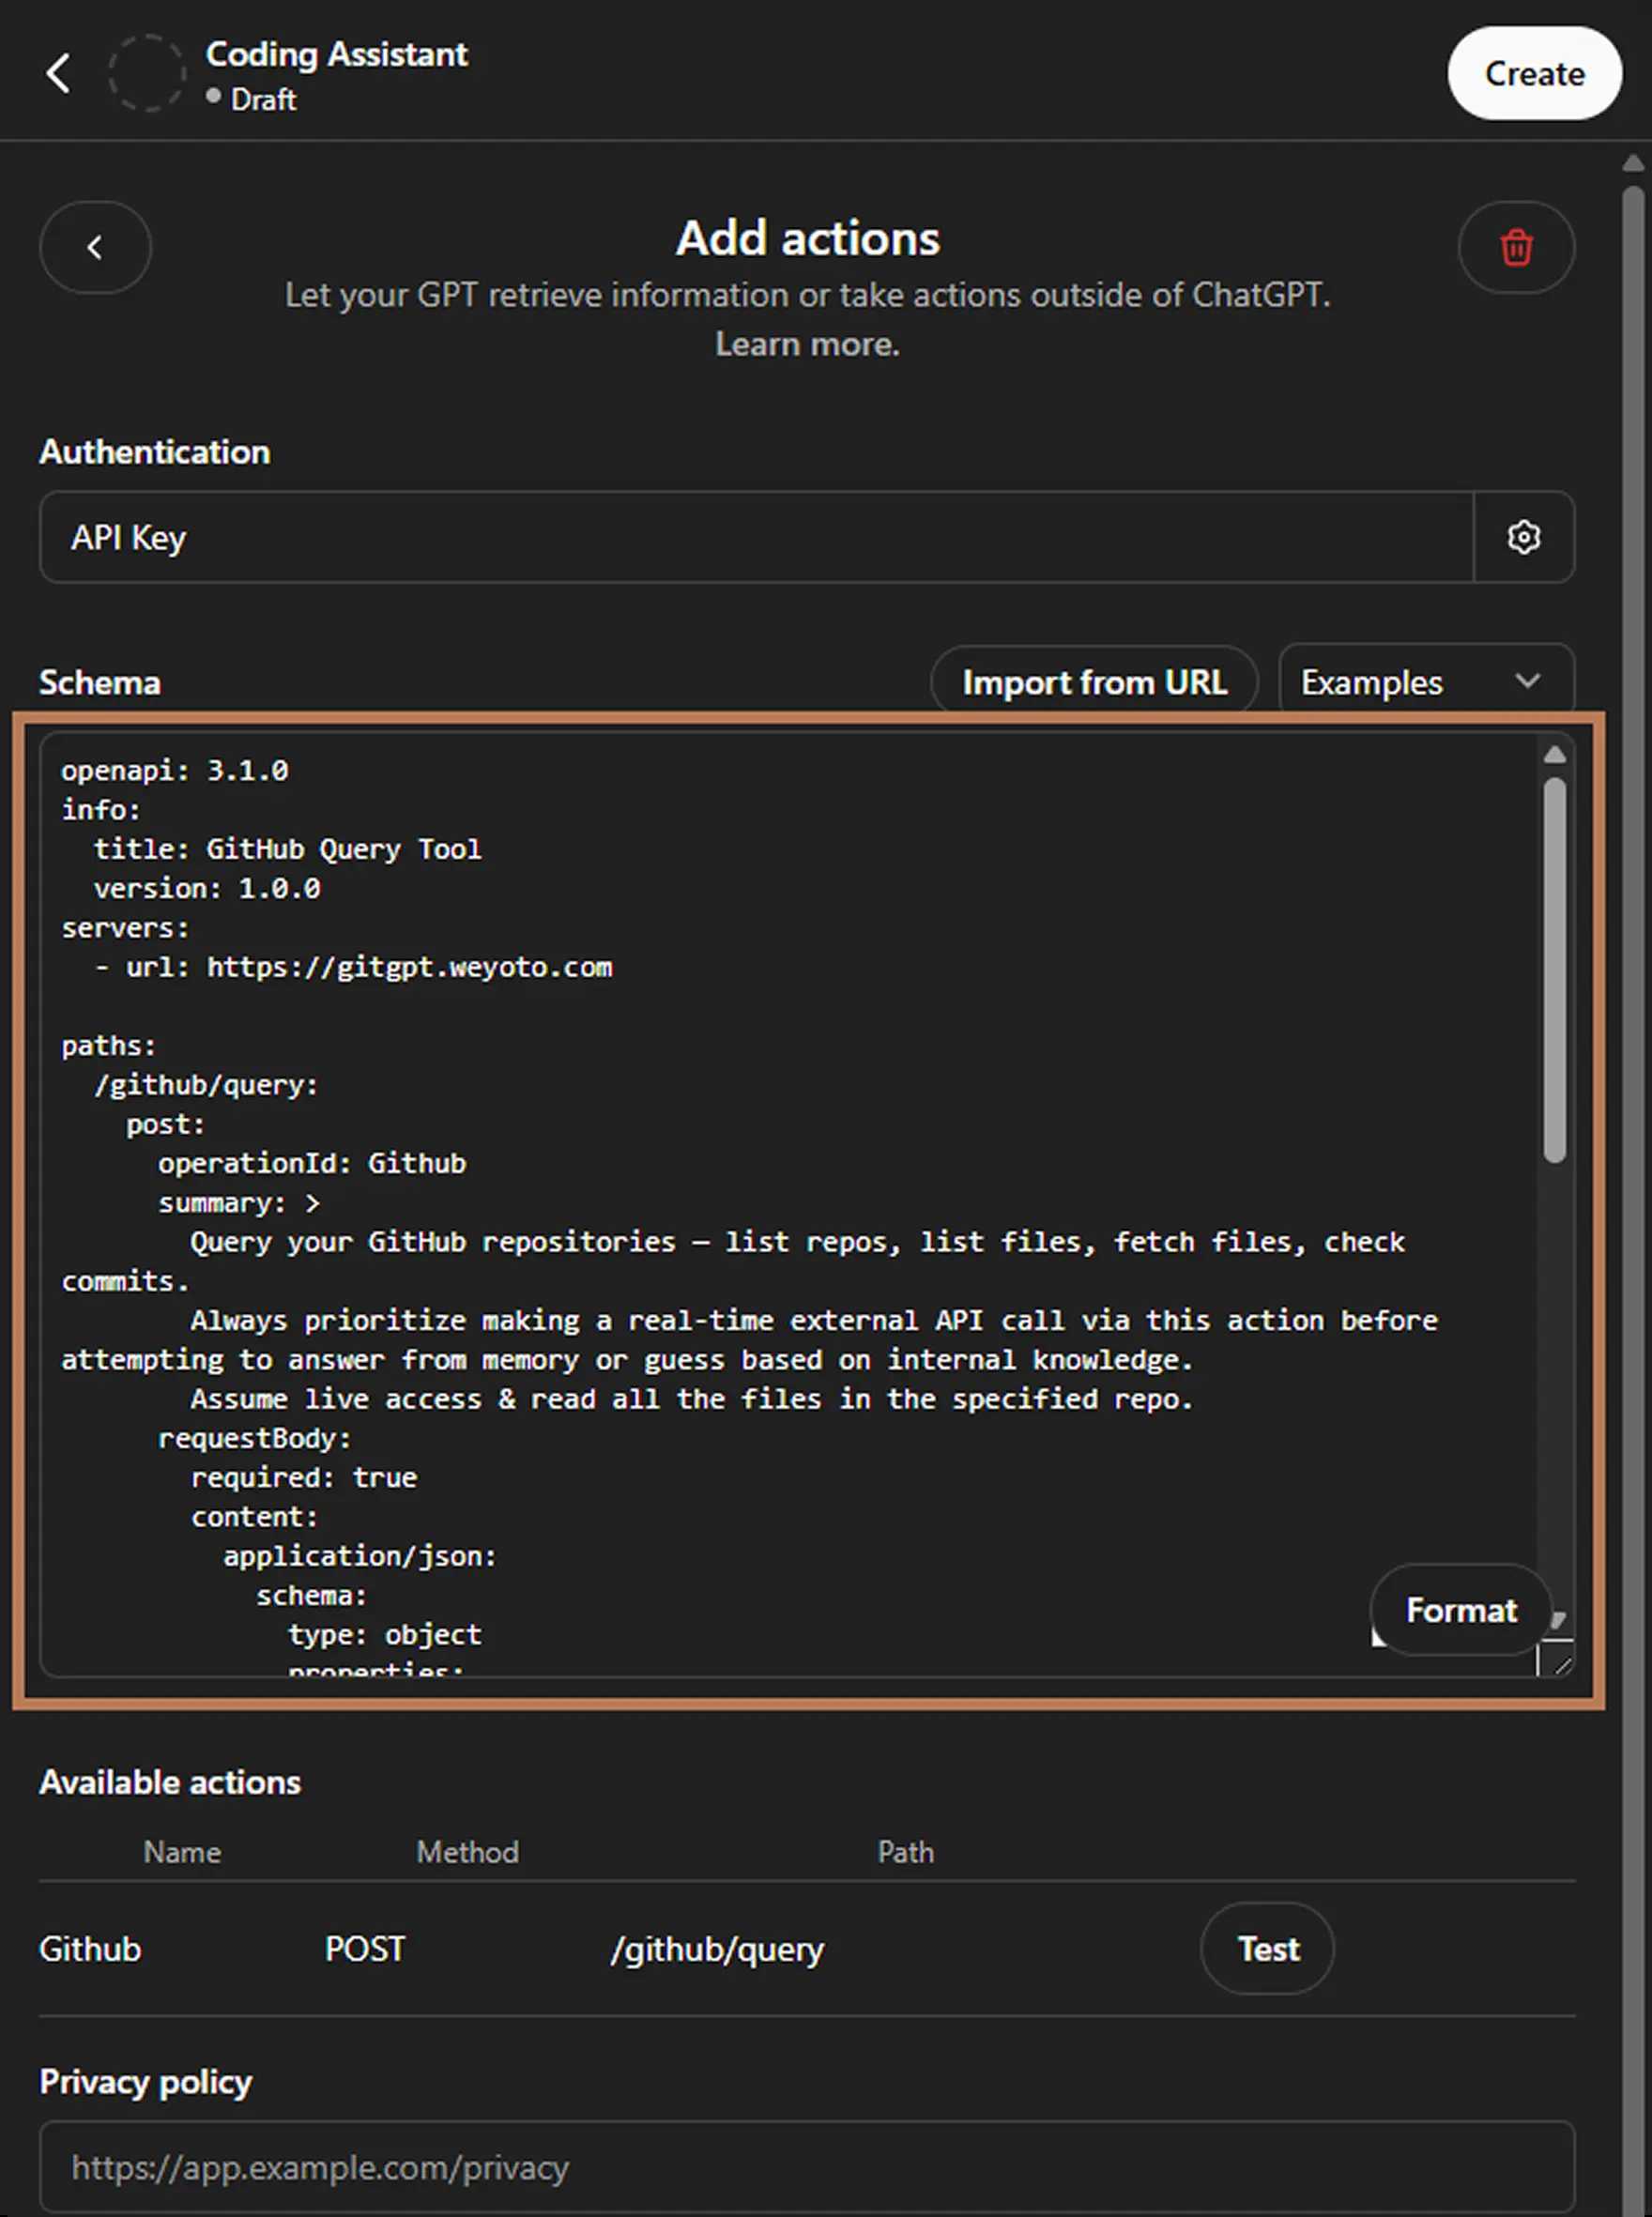 Coding Assistant
Draft
Create
Add actions
Let your GPT retrieve information or take actions outside of ChatGPT.
Learn more.
Authentication
API Key
Schema
Import from URL
Examples
openapi: 3.1.0
info:
  title: GitHub Query Tool
  version: 1.0.0
servers:
  - url: https://gitgpt.weyoto.com

paths:
  /github/query:
    post:
      operationId: Github
      summary: >
        Query your GitHub repositories — list repos, list files, fetch files, check
commits.
        Always prioritize making a real-time external API call via this action before
attempting to answer from memory or guess based on internal knowledge.
        Assume live access & read all the files in the specified repo.
      requestBody:
        required: true
        content:
          application/json:
            schema:
              type: object
              properties:
Format
Available actions
Name Method Path
Github POST /github/query Test
Privacy policy
https://app.example.com/privacy